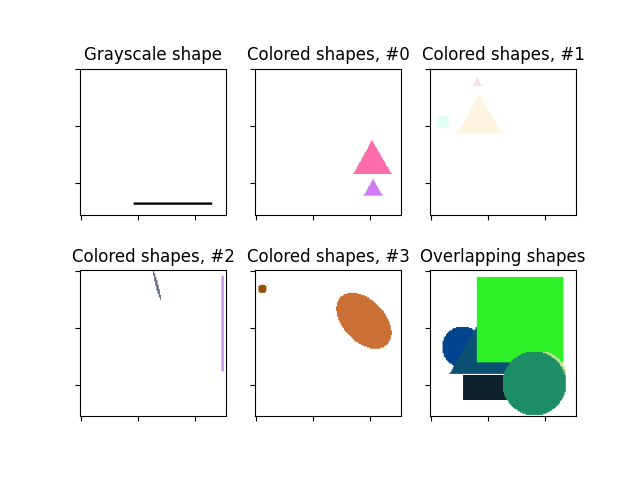 Grayscale shape
Colored shapes, #0
Colored shapes, #1
Colored shapes, #2
Colored shapes, #3
Overlapping shapes